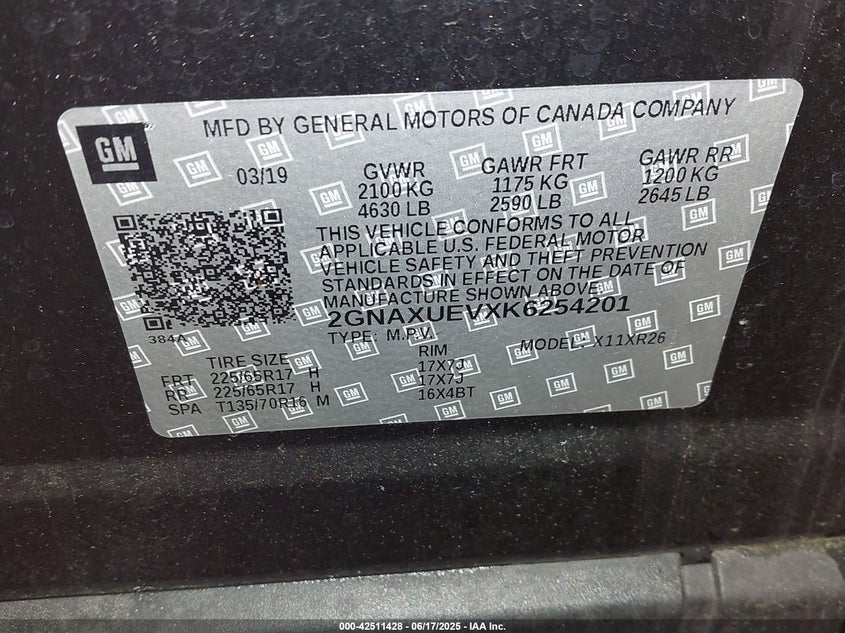 GM
MFD BY GENERAL MOTORS OF CANADA COMPANY
03/19 GVWR GAWR FRT GAWR RR
2100 KG 1175 KG 1200 KG
4630 LB 2590 LB 2645 LB
THIS VEHICLE CONFORMS TO ALL
APPLICABLE U.S. FEDERAL MOTOR
VEHICLE SAFETY AND THEFT PREVENTION
STANDARDS IN EFFECT ON THE DATE OF
MANUFACTURE SHOWN ABOVE.
2GNAXUEVXK6254201
384A
TYPE: M.P.V. MODEL: X11XR26
TIRE SIZE RIM
FRT 225/65R17 H 17X7J
RR 225/65R17 H 17X7J
SPA T135/70R16 M 16X4BT
000-42511428 - 06/17/2025 - IAA Inc.